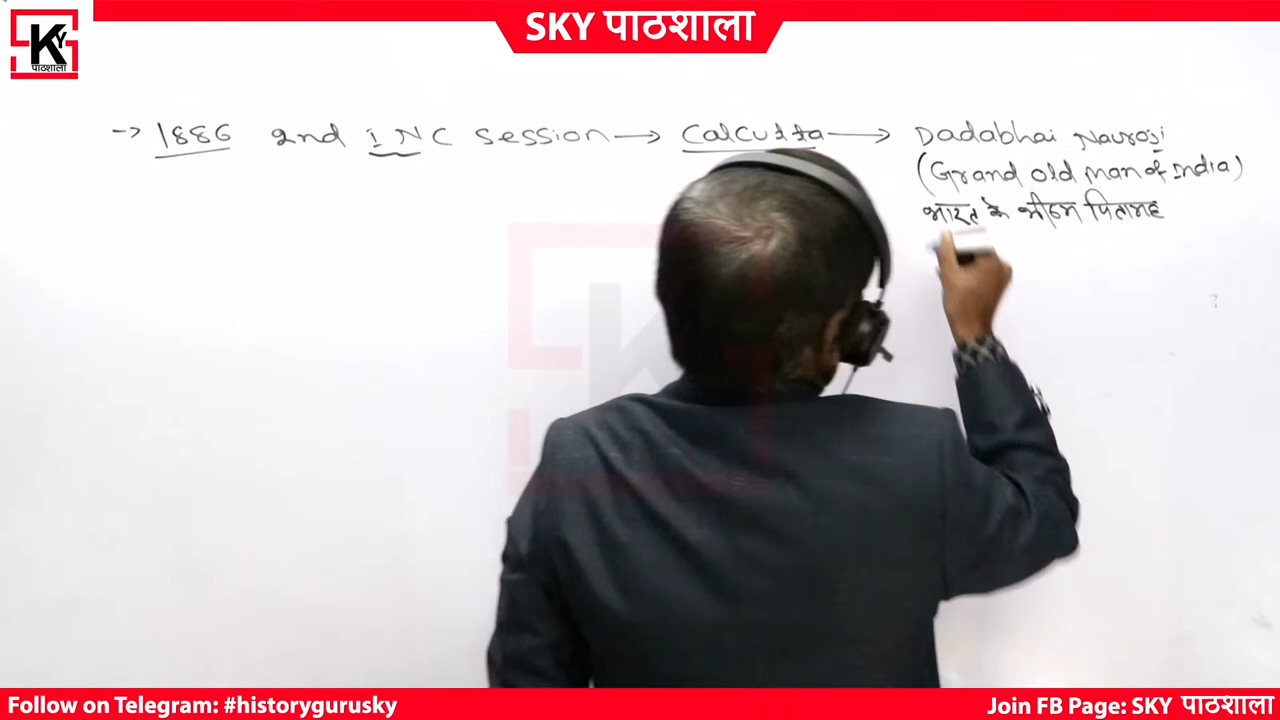 SKY पाठशाला
SKY
पाठशाला
→ 1886 2nd INC Session → Calcutta → Dadabhai Nauroji
(Grand old man of India)
भारत के भीष्म पितामह
Follow on Telegram: #historygurusky
Join FB Page: SKY पाठशाला